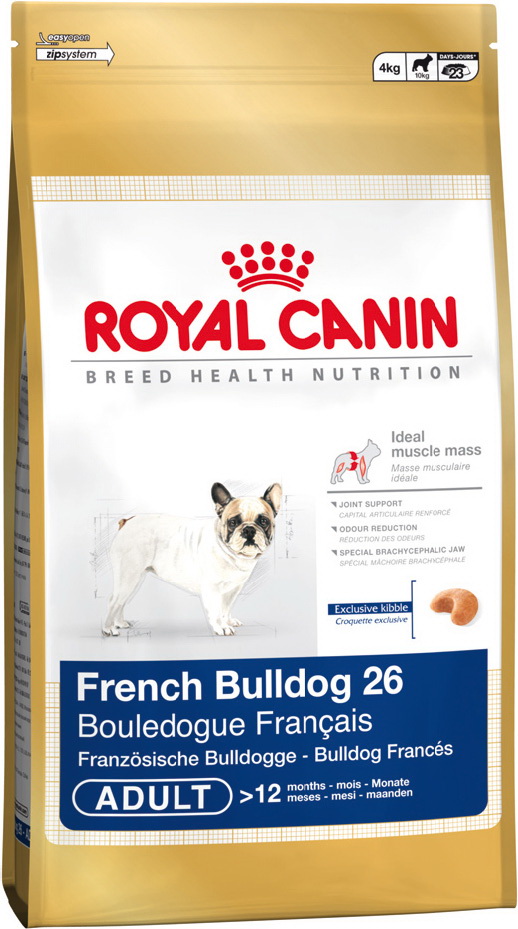 easyopen
zipsystem
4kg
10kg
DAYS-JOURS*
23
ROYAL CANIN
BREED HEALTH NUTRITION
Ideal
muscle mass
Masse musculaire
idéale
JOINT SUPPORT
CAPITAL ARTICULAIRE RENFORCÉ
ODOUR REDUCTION
RÉDUCTION DES ODEURS
SPECIAL BRACHYCEPHALIC JAW
SPÉCIAL MÂCHOIRE BRACHYCÉPHALE
Exclusive kibble
Croquette exclusive
French Bulldog 26
Bouledogue Français
Französische Bulldogge - Bulldog Francés
ADULT >12 months - mois - Monate
meses - mesi - maanden